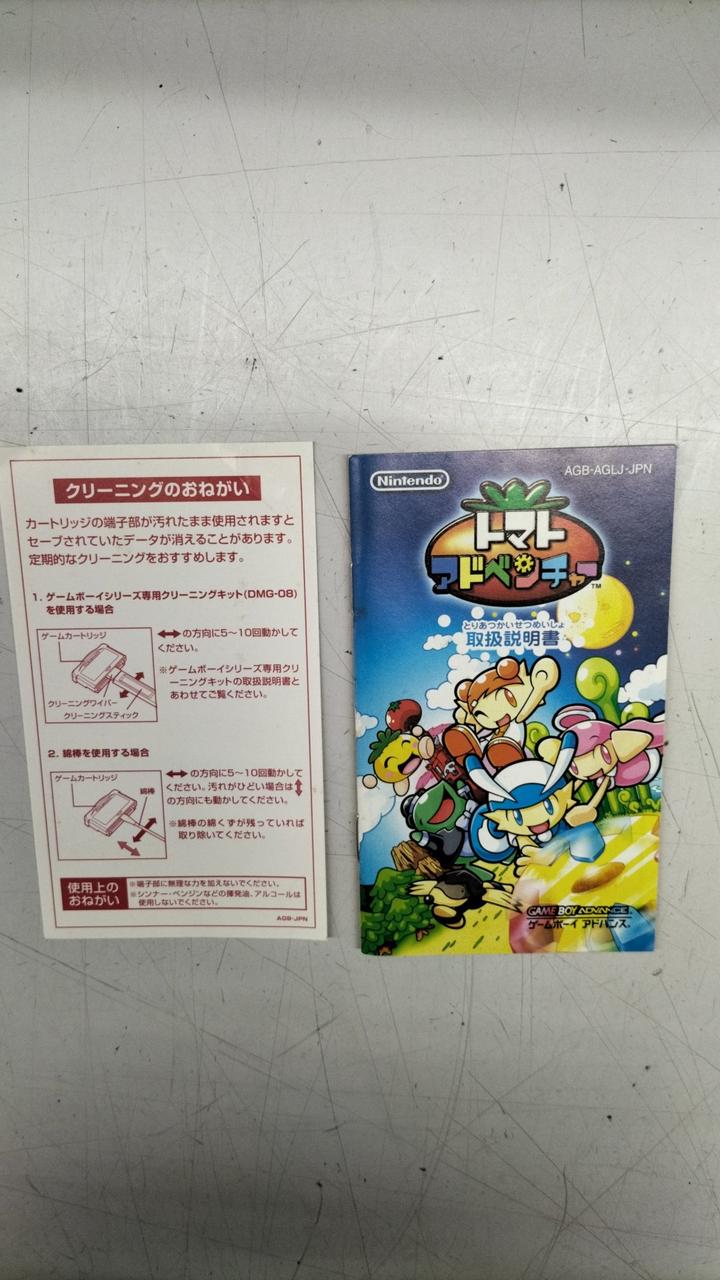 クリーニングのおねがい
カートリッジの端子部が汚れたまま使用されますと
セーブされていたデータが消えることがあります。
定期的なクリーニングをおすすめします。
1. ゲームボーイシリーズ専用クリーニングキット(DMG-08)
を使用する場合
ゲームカートリッジ
クリーニングワイパー
クリーニングスティック
の方向に5〜10回動かして
ください。
※ゲームボーイシリーズ専用クリ
ーニングキットの取扱説明書と
あわせてご覧ください。
2. 綿棒を使用する場合
ゲームカートリッジ
綿棒
の方向に5〜10回動かして
ください。汚れがひどい場合は
の方向にも動かしてください。
※綿棒の綿くずが残っていれば
取り除いてください。
使用上の
おねがい
※端子部に無理な力を加えないでください。
※シンナー・ベンジンなどの揮発油、アルコールは
使用しないでください。
AGB-JPN
Nintendo
AGB-AGLJ-JPN
トマト
アドベンチャー
TM
とりあつかいせつめいしょ
取扱説明書
GAME BOY ADVANCE
ゲームボーイ アドバンス